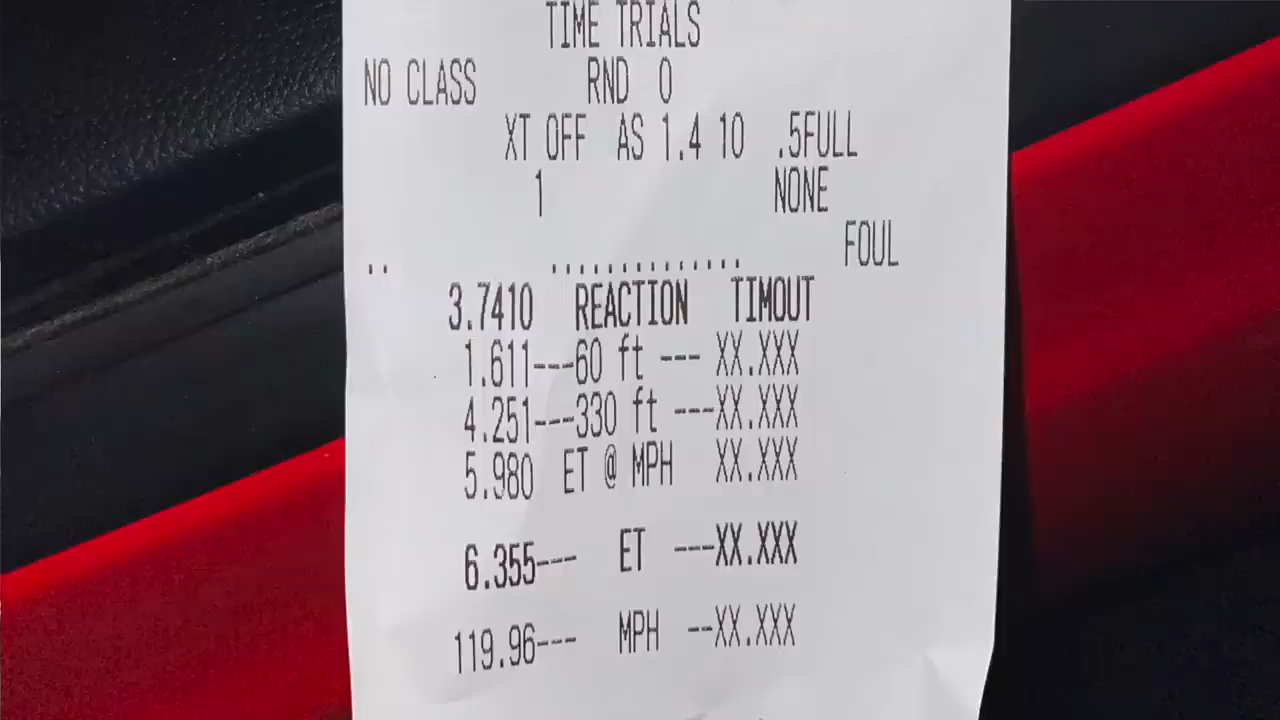 TIME TRIALS
NO CLASS RND 0
XT OFF AS 1.4 10 .5FULL
1 NONE
FOUL
.. ..............
3.7410 REACTION TIMOUT
1.611---60 ft --- XX.XXX
4.251---330 ft ---XX.XXX
5.980 ET @ MPH XX.XXX
6.355--- ET ---XX.XXX
119.96--- MPH --XX.XXX